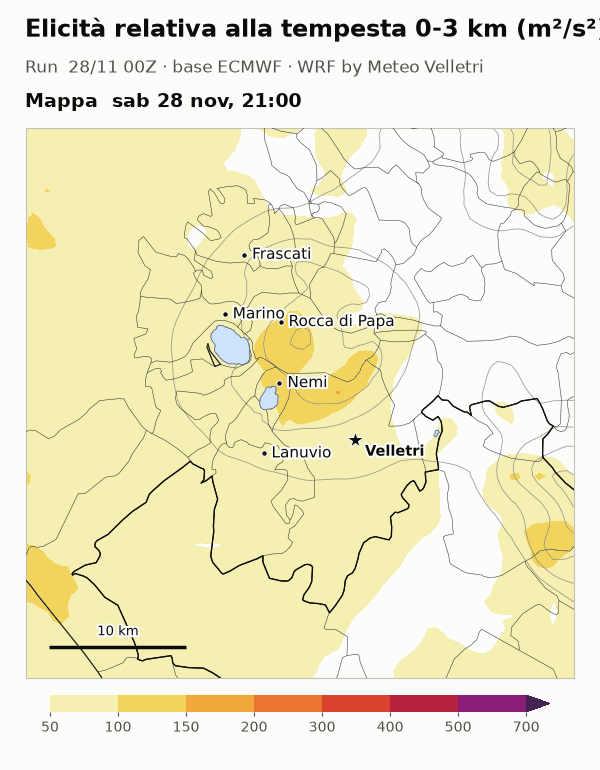 Elicità relativa alla tempesta 0-3 km (m²/s²)
Run  28/11 00Z · base ECMWF · WRF by Meteo Velletri
Mappa  sab 28 nov, 21:00
Frascati
Marino
Rocca di Papa
Nemi
Velletri
Lanuvio
10 km
50 100 150 200 300 400 500 700